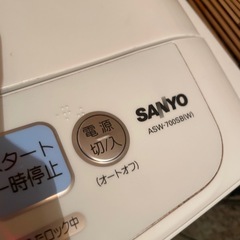 SANYO
ASW-700SB(W)
電源
切/入
(オートオフ)
スタート
一時停止
ロック中